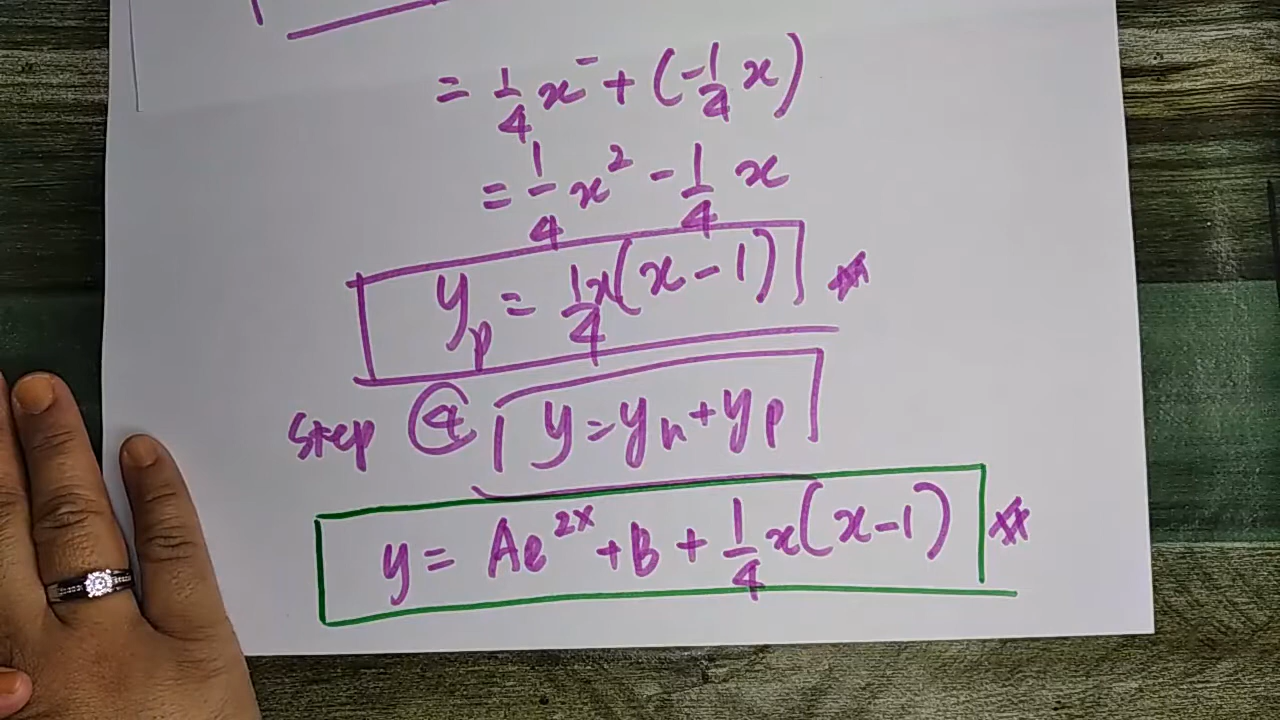 = 1/4 x⁻ + (-1/4 x)
= 1/4 x² - 1/4 x
y_p = 1/4 x(x-1)
Step ④ y = y_h + y_p
y = Ae^{2x} + B + 1/4 x(x-1)